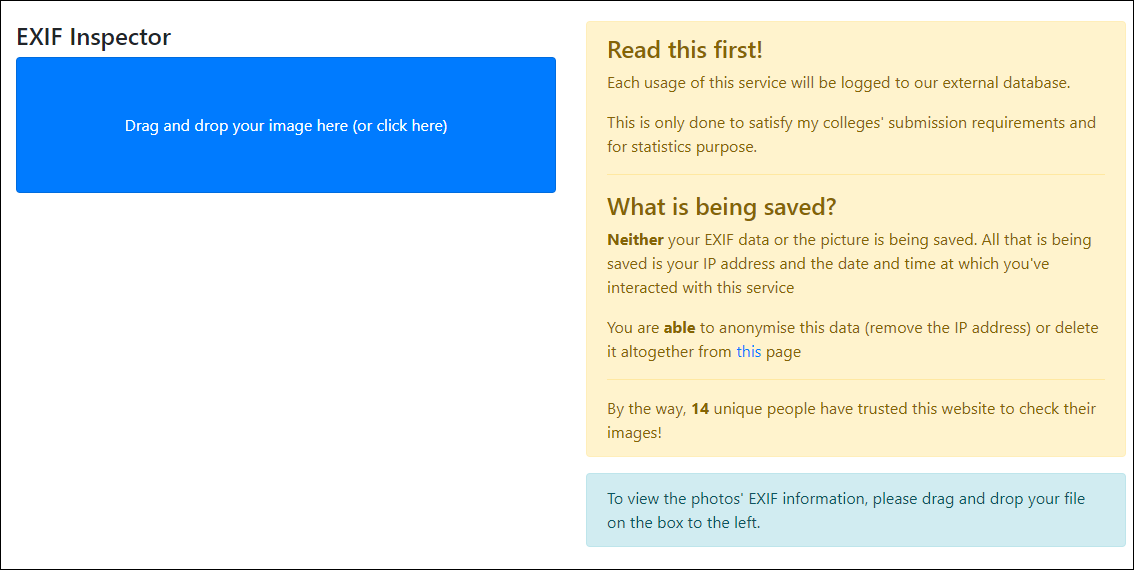 EXIF Inspector
Drag and drop your image here (or click here)
Read this first!
Each usage of this service will be logged to our external database.
This is only done to satisfy my colleges' submission requirements and
for statistics purpose.
What is being saved?
Neither your EXIF data or the picture is being saved. All that is being
saved is your IP address and the date and time at which you've
interacted with this service
You are able to anonymise this data (remove the IP address) or delete
it altogether from this page
By the way, 14 unique people have trusted this website to check their
images!
To view the photos' EXIF information, please drag and drop your file
on the box to the left.